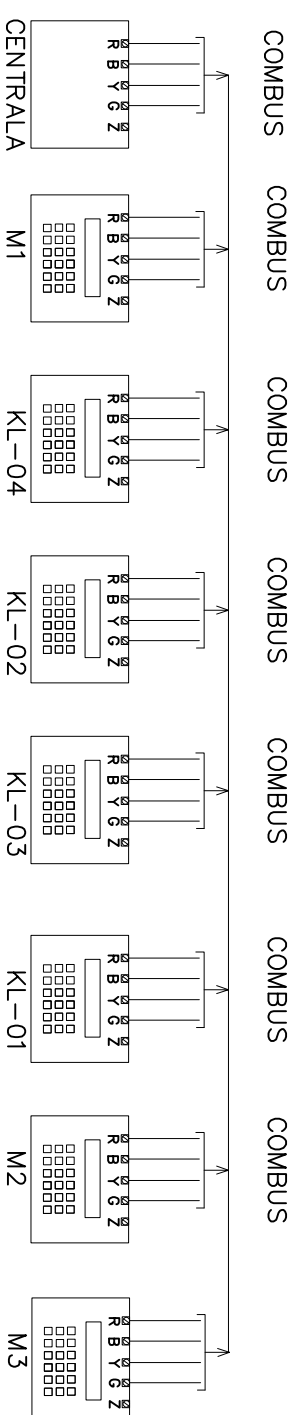 COMBUS COMBUS COMBUS COMBUS COMBUS COMBUS COMBUS
R B Y G Z R B Y G Z R B Y G Z R B Y G Z R B Y G Z R B Y G Z R B Y G Z R B Y G Z
CENTRALA M1 KL-04 KL-02 KL-03 KL-01 M2 M3